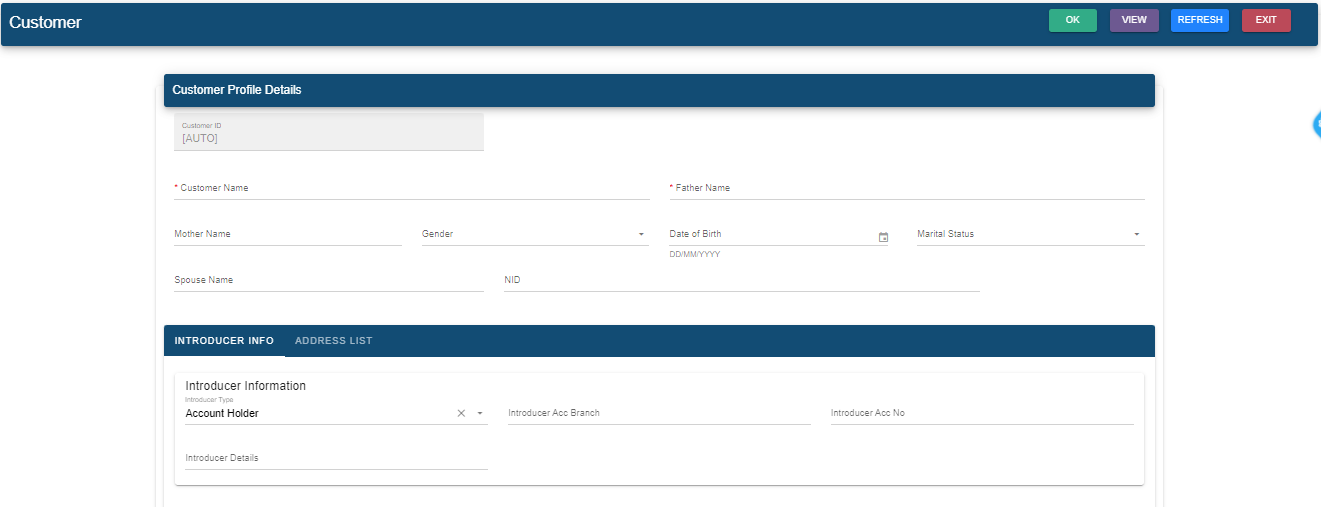 Customer
OK VIEW REFRESH EXIT
Customer Profile Details
Customer ID
[AUTO]
* Customer Name * Father Name
Mother Name Gender Date of Birth Marital Status
DD/MM/YYYY
Spouse Name NID
INTRODUCER INFO ADDRESS LIST
Introducer Information
Introducer Type
Account Holder Introducer Acc Branch Introducer Acc No
Introducer Details